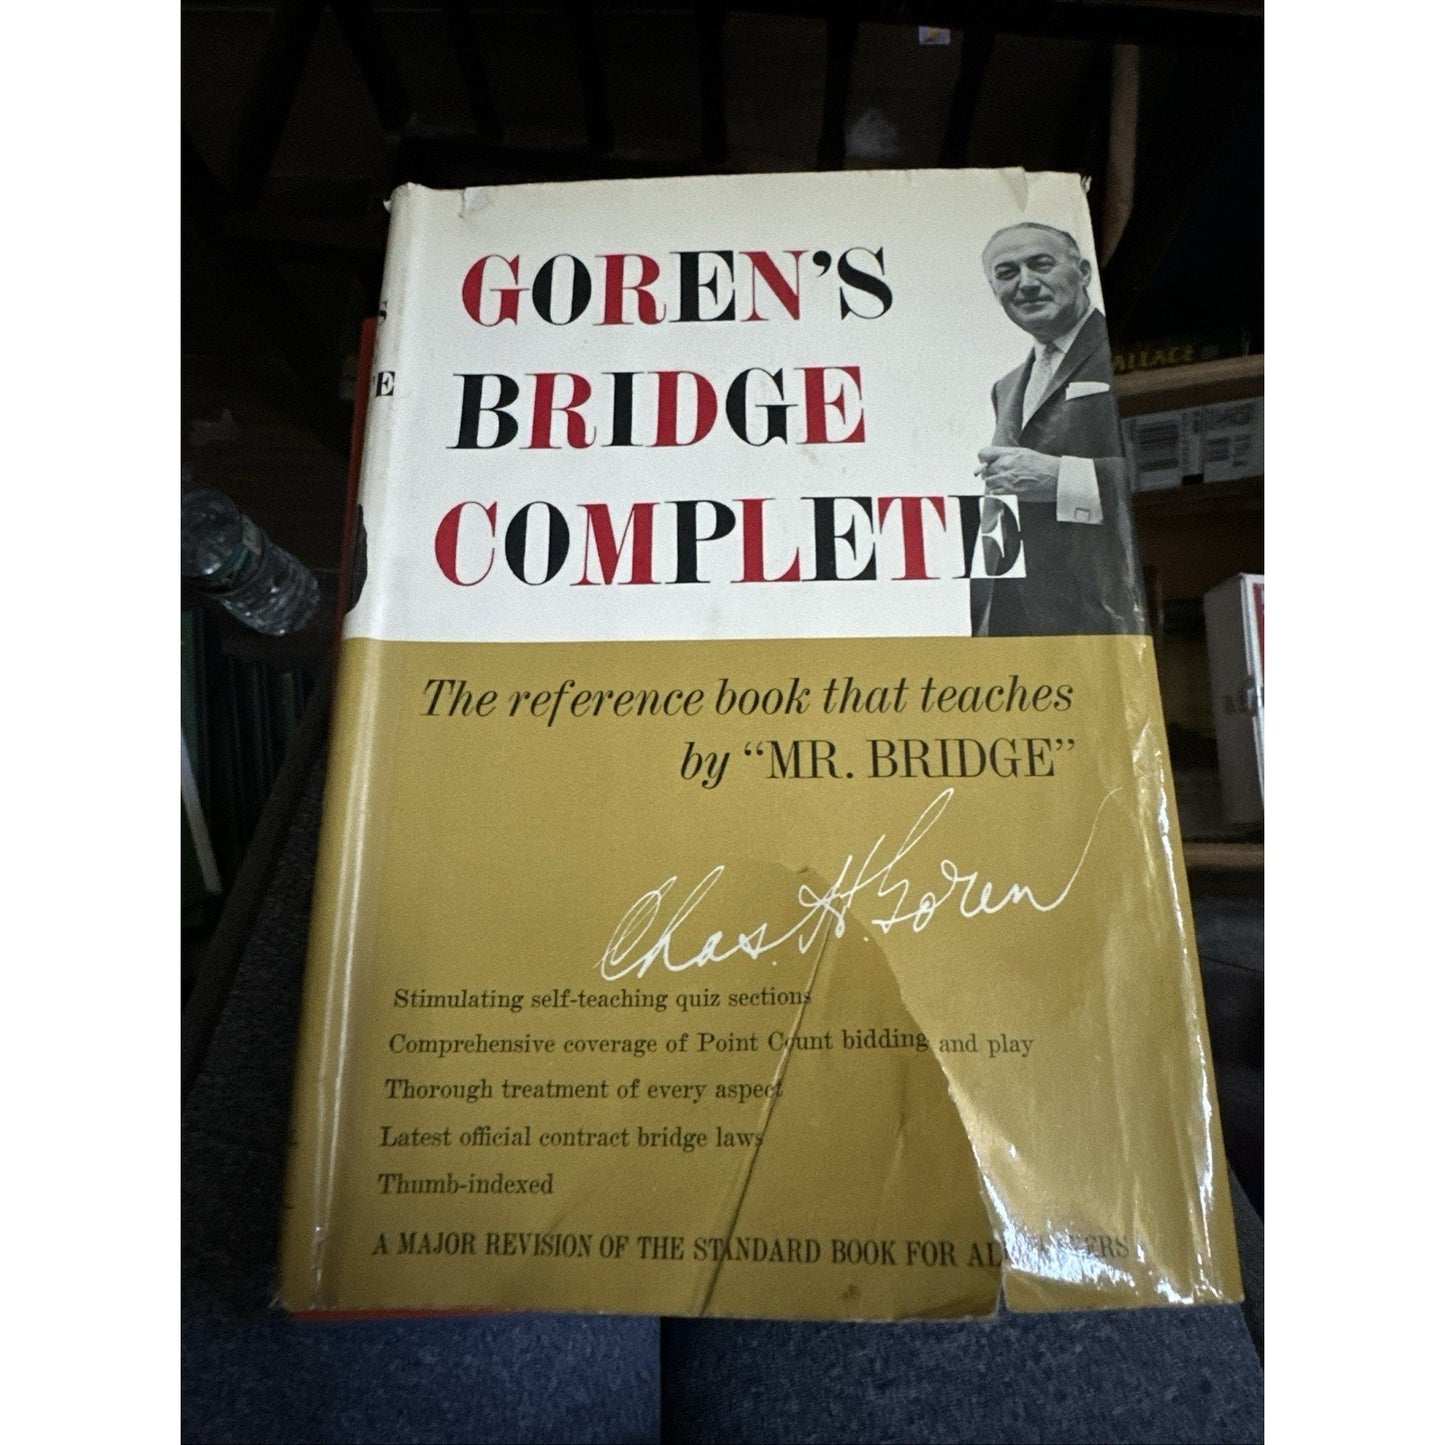 GOREN'S
BRIDGE
COMPLETE
The reference book that teaches
by "MR. BRIDGE"
Chas. H. Goren
Stimulating self-teaching quiz sections
Comprehensive coverage of Point Count bidding and play
Thorough treatment of every aspect
Latest official contract bridge laws
Thumb-indexed
A MAJOR REVISION OF THE STANDARD BOOK FOR ALL
S
E
ALLACE